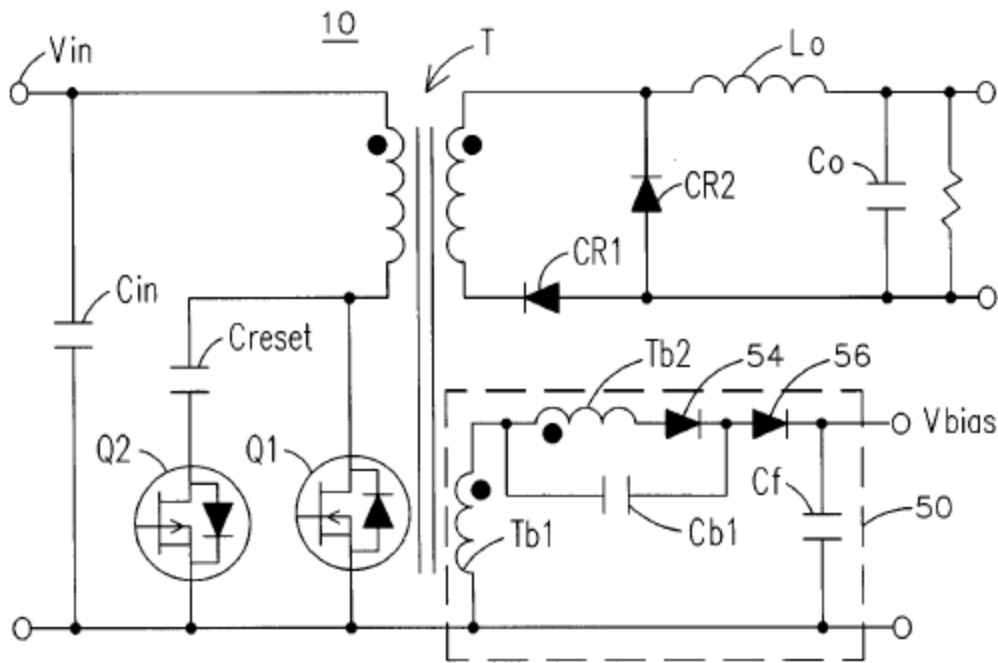 10
Vin
T
Lo
Co
CR2
CR1
Cin
Creset
Tb2
54
56
Vbias
Q2
Q1
Cf
50
Tb1
Cb1